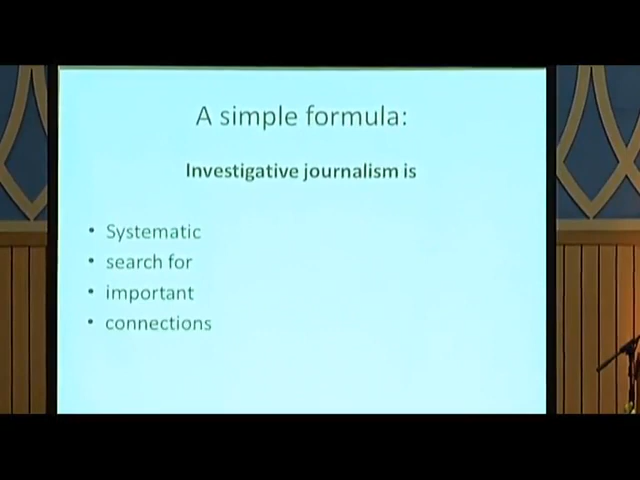 A simple formula:
Investigative journalism is
• Systematic
• search for
• important
• connections